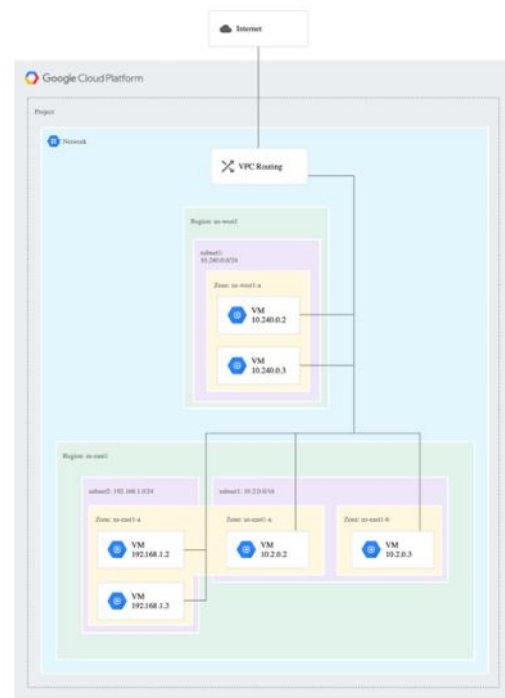 Internet
Google Cloud Platform
Project
Network
VPC Routing
Region: us-west1
subnet1:
10.240.0.0/24
Zone: us-west1-a
VM
10.240.0.2
VM
10.240.0.3
Region: us-east1
subnet2: 192.168.1.0/24
10.2.0.0/16
Zone: us-east1-a
Zone: us-east1-a
Zone: us-east1-b
VM
192.168.1.2
VM
10.2.0.2
VM
10.2.0.3
VM
192.168.1.3